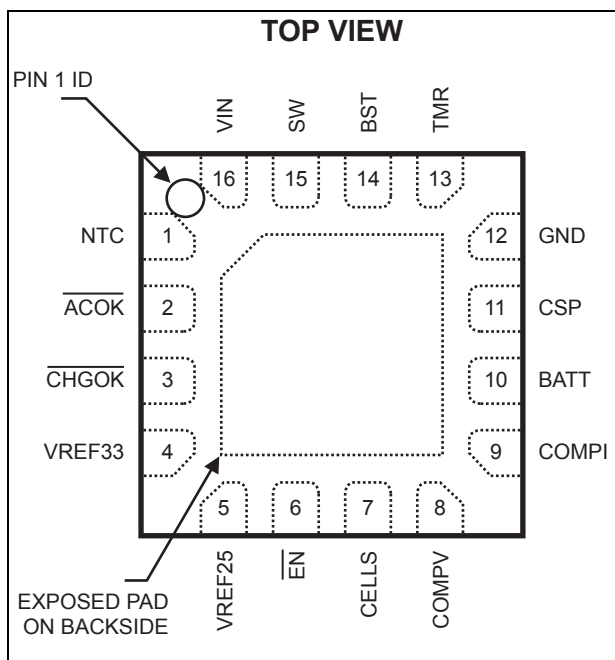 TOP VIEW
PIN 1 ID
VIN
SW
BST
TMR
16
15
14
13
NTC
1
12
GND
ACOK
2
11
CSP
CHGOK
3
10
BATT
VREF33
4
9
COMPI
5
6
7
8
VREF25
EN
CELLS
COMPV
EXPOSED PAD
ON BACKSIDE